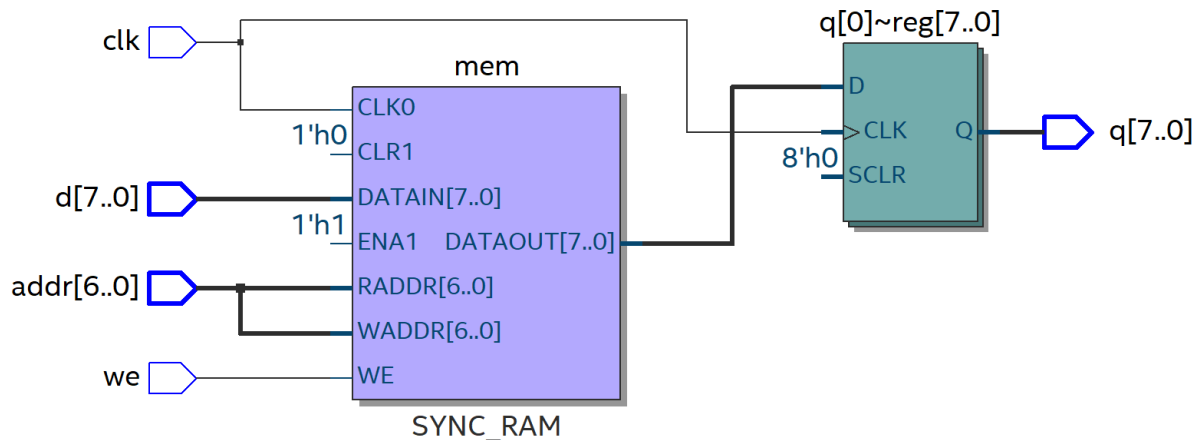 clk
mem
q[0]~reg[7..0]
CLK0
1'h0
CLR1
d[7..0]
DATAIN[7..0]
1'h1
ENA1
DATAOUT[7..0]
addr[6..0]
RADDR[6..0]
WADDR[6..0]
we
WE
SYNC_RAM
D
CLK
Q
8'h0
SCLR
q[7..0]